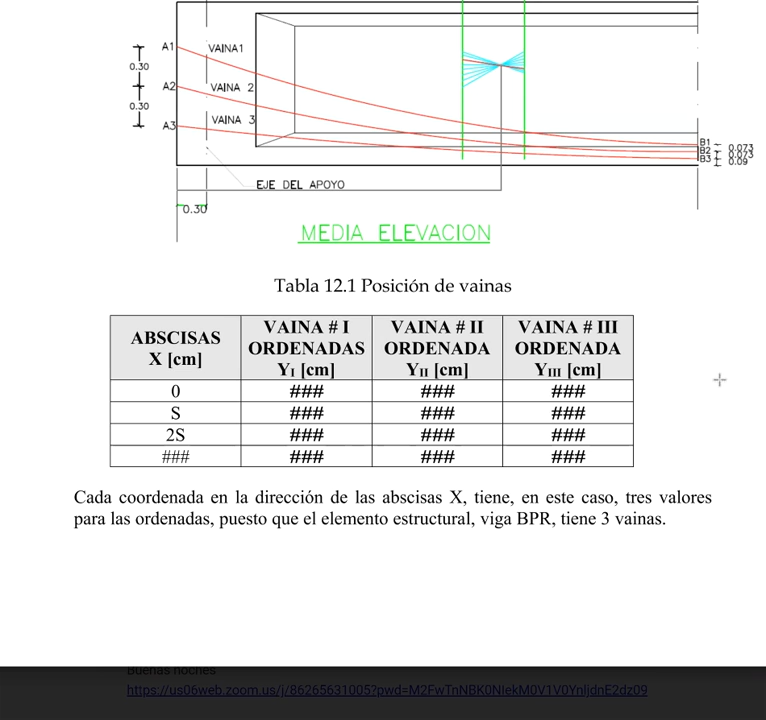 A1
VAINA1
0.30
A2
VAINA 2
0.30
A3
VAINA 3
B1
B2
B3
0.073
0.073
0.09
EJE DEL APOYO
0.30
MEDIA ELEVACION
Tabla 12.1 Posición de vainas
ABSCISAS X [cm]
VAINA # I ORDENADAS YI [cm]
VAINA # II ORDENADA YII [cm]
VAINA # III ORDENADA YIII [cm]
0 ### ### ###
S ### ### ###
2S ### ### ###
### ### ### ###
Cada coordenada en la dirección de las abscisas X, tiene, en este caso, tres valores
para las ordenadas, puesto que el elemento estructural, viga BPR, tiene 3 vainas.
Buenas noches
https://us06web.zoom.us/j/86265631005?pwd=M2FwTnNBK0NIekM0V1V0YnljdnE2dz09